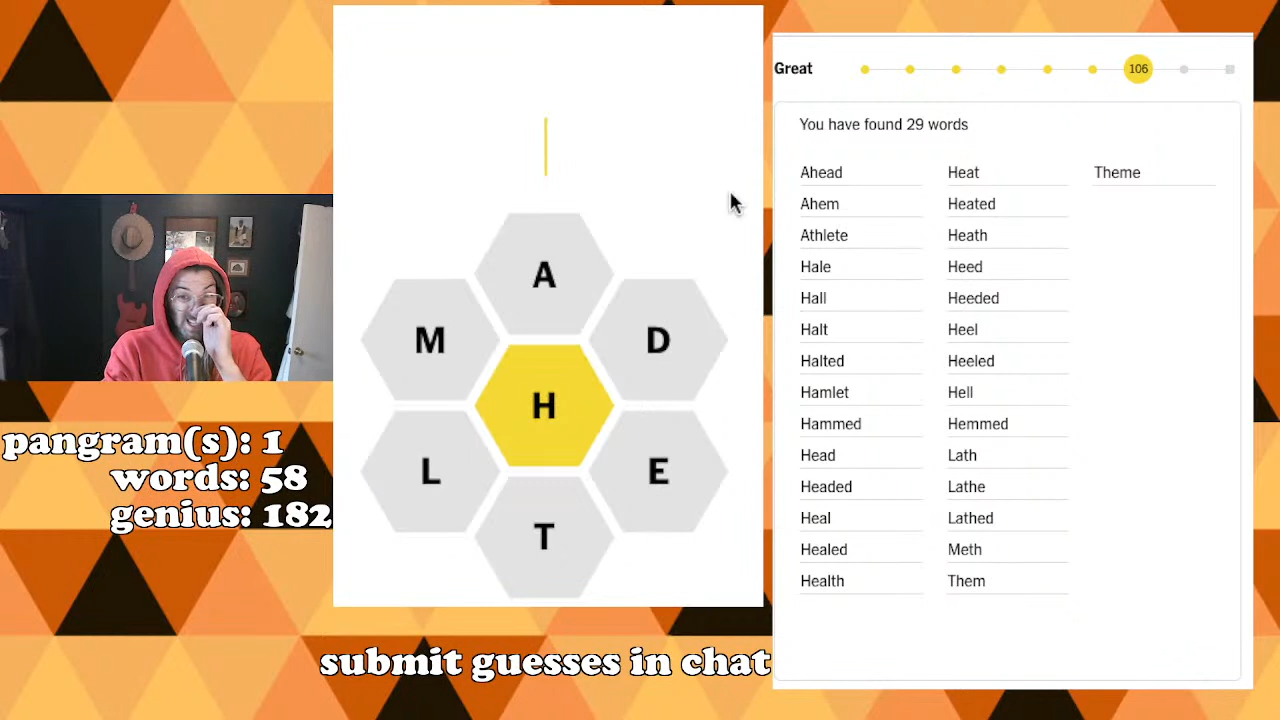 Great
106
You have found 29 words
Ahead
Ahem
Athlete
Hale
Hall
Halt
Halted
Hamlet
Hammed
Head
Headed
Heal
Healed
Health
Heat
Heated
Heath
Heed
Heeded
Heel
Heeled
Hell
Hemmed
Lath
Lathe
Lathed
Meth
Them
Theme
A
M
D
H
L
E
T
pangram(s): 1
words: 58
genius: 182
submit guesses in chat